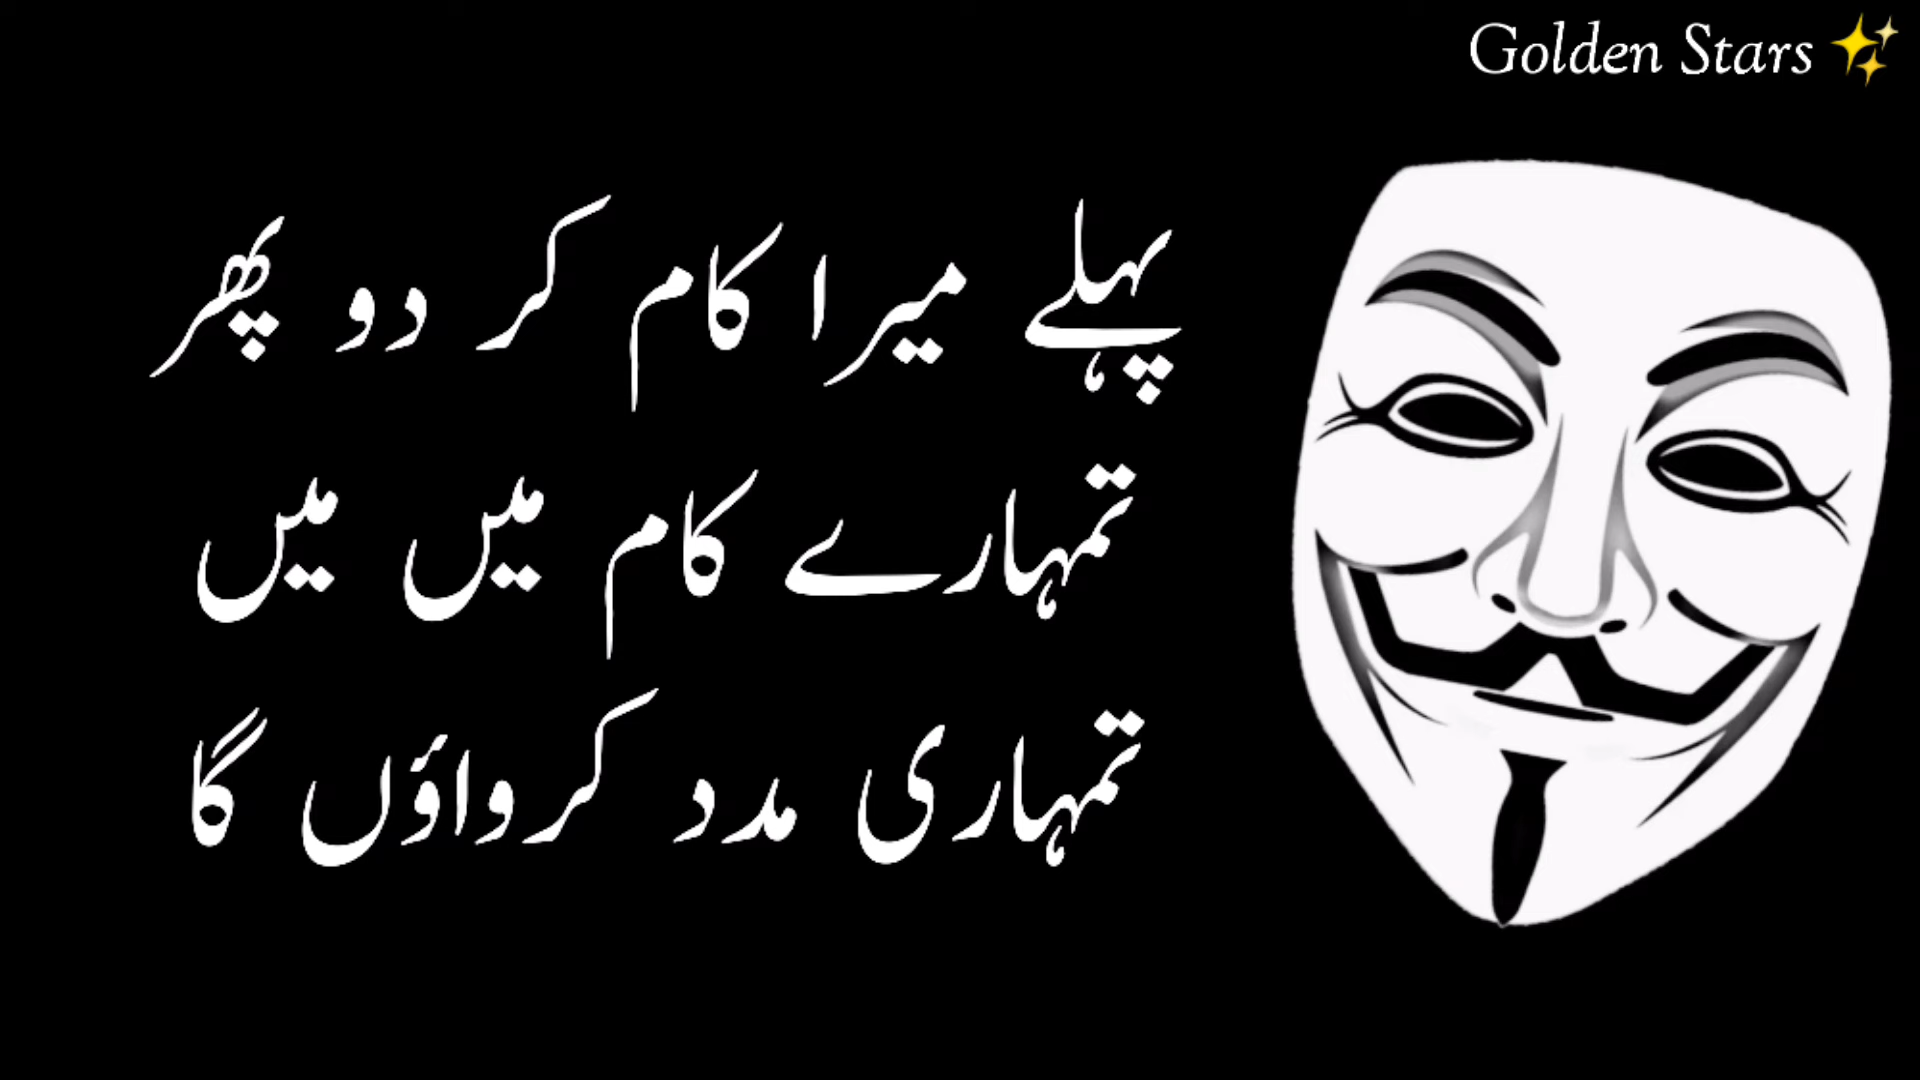 Golden Stars ✨
پہلے میرا کام کر دو پھر
تمہارے کام میں میں
تمہاری مدد کرواؤں گا